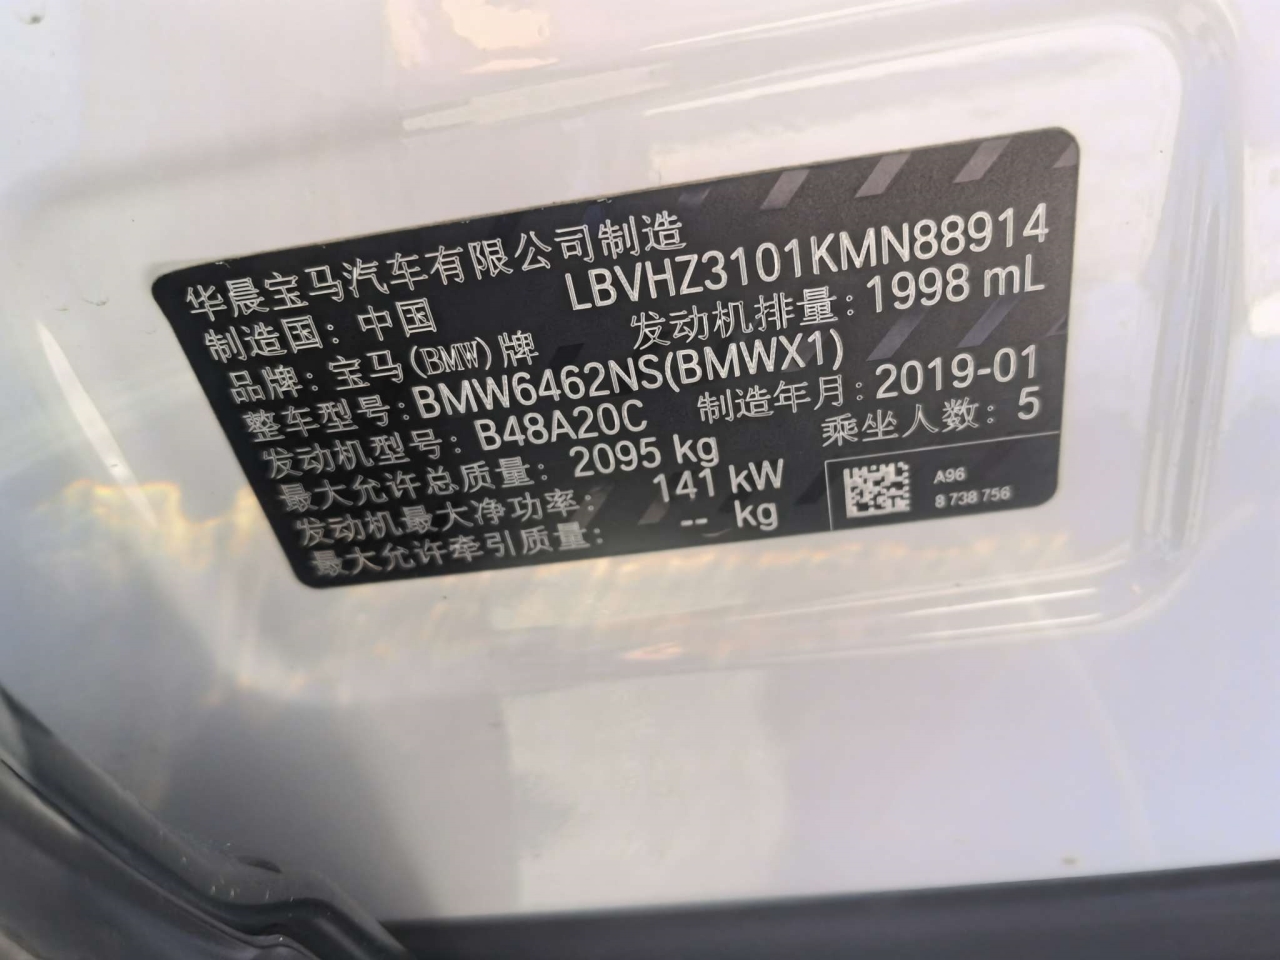 华晨宝马汽车有限公司制造
制造国：中国 LBVHZ3101KMN88914
品牌：宝马(BMW)牌 发动机排量：1998 mL
整车型号：BMW6462NS(BMWX1)
发动机型号：B48A20C 制造年月：2019-01
最大允许总质量：2095 kg 乘坐人数：5
发动机最大净功率：141 kW
最大允许牵引质量：-- kg
A96
8 738 756